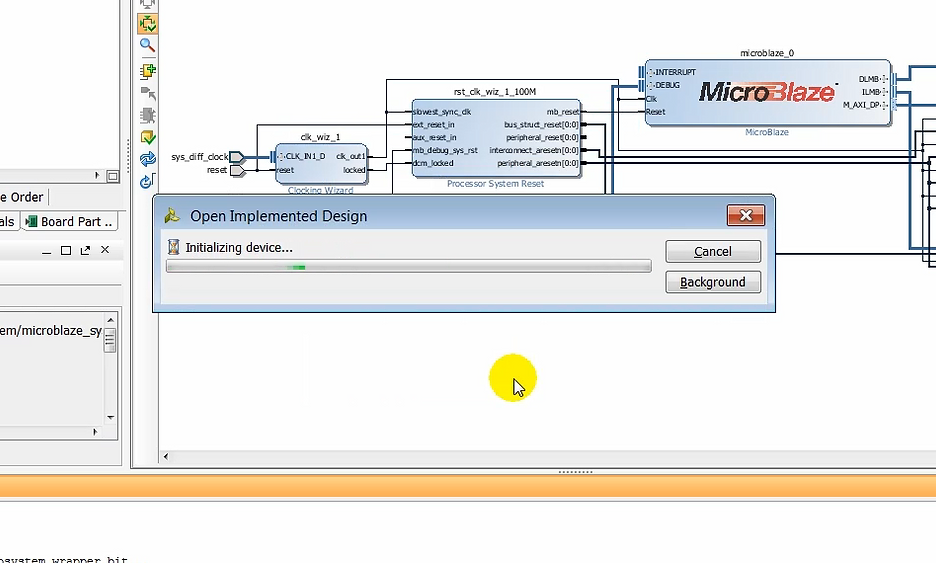 microblaze_0
INTERRUPT
DEBUG
Clk
Reset
MicroBlaze
DLMB
ILMB
M_AXI_DP
MicroBlaze
rst_clk_wiz_1_100M
slowest_sync_clk
ext_reset_in
aux_reset_in
mb_debug_sys_rst
dcm_locked
mb_reset
bus_struct_reset[0:0]
peripheral_reset[0:0]
interconnect_aresetn[0:0]
peripheral_aresetn[0:0]
Processor System Reset
clk_wiz_1
sys_diff_clock
reset
CLK_IN1_D
reset
clk_out1
locked
Clocking Wizard
e Order
als
Board Part ..
Open Implemented Design
Initializing device...
Cancel
Background
em/microblaze_sy
osystem_wrapper.bit